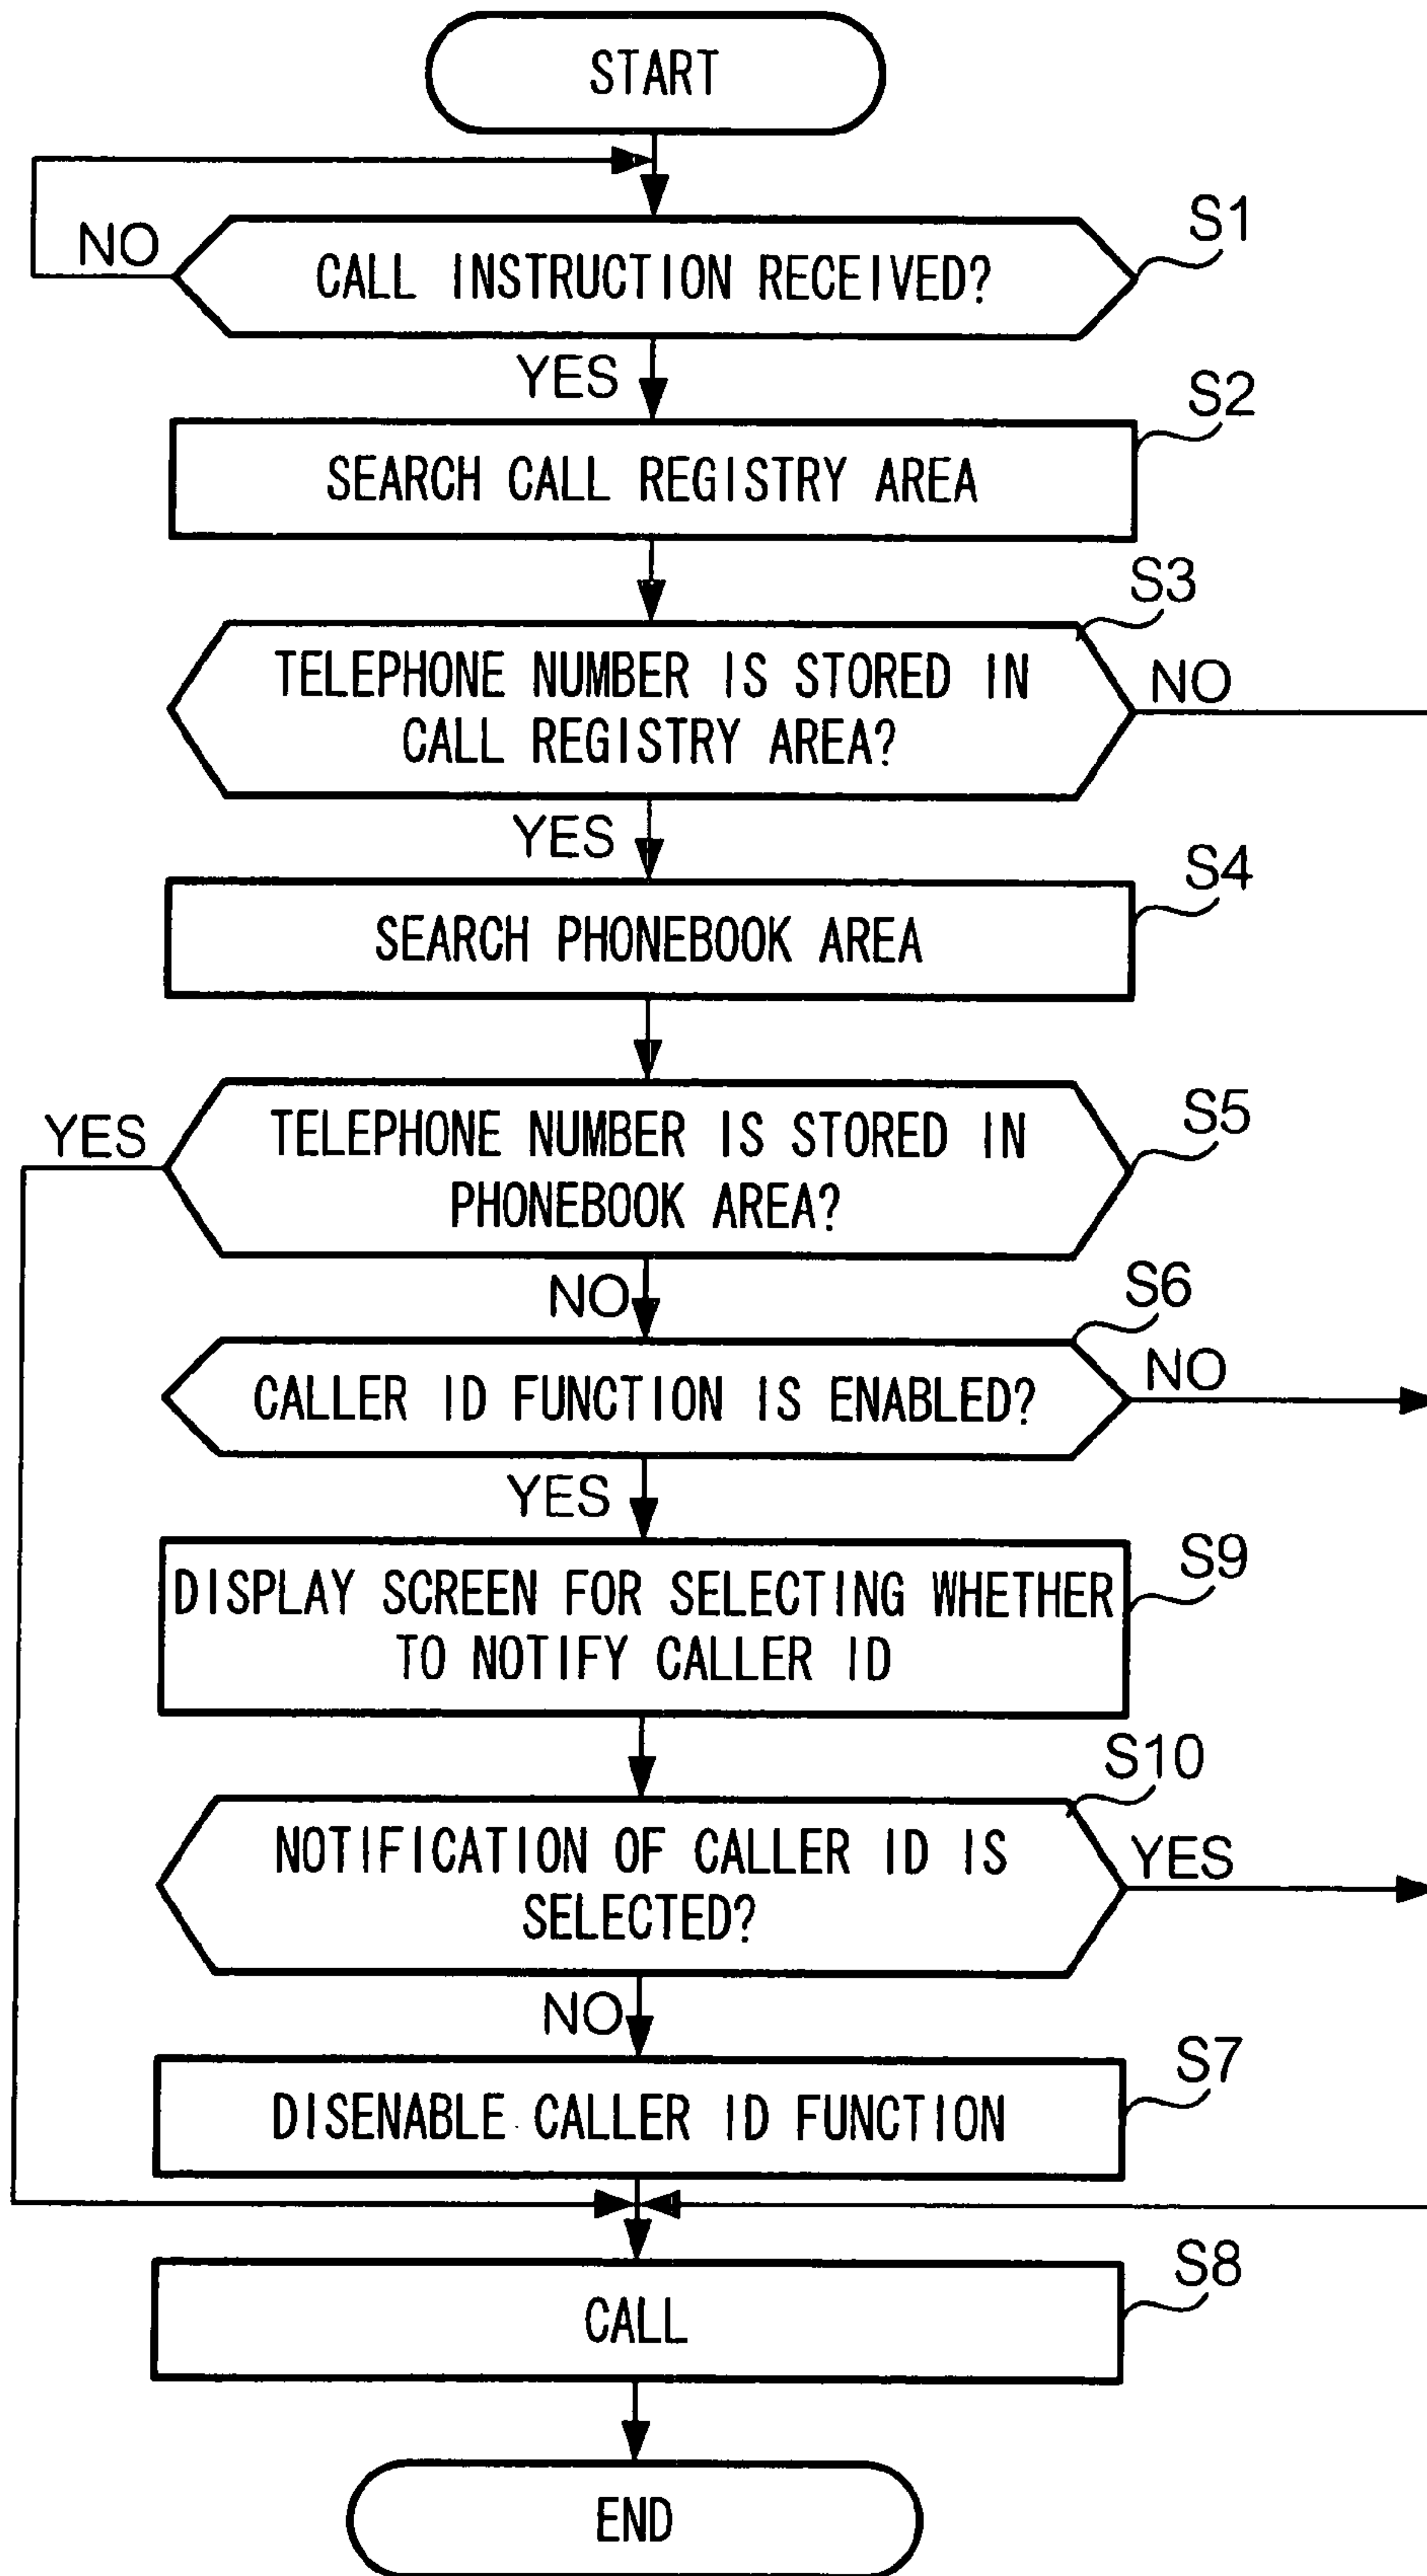 START
NO
S1
CALL INSTRUCTION RECEIVED?
YES
S2
SEARCH CALL REGISTRY AREA
S3
TELEPHONE NUMBER IS STORED IN
CALL REGISTRY AREA?
NO
YES
S4
SEARCH PHONEBOOK AREA
YES
S5
TELEPHONE NUMBER IS STORED IN
PHONEBOOK AREA?
NO
S6
CALLER ID FUNCTION IS ENABLED?
NO
YES
S9
DISPLAY SCREEN FOR SELECTING WHETHER
TO NOTIFY CALLER ID
S10
NOTIFICATION OF CALLER ID IS
SELECTED?
YES
NO
S7
DISENABLE CALLER ID FUNCTION
S8
CALL
END